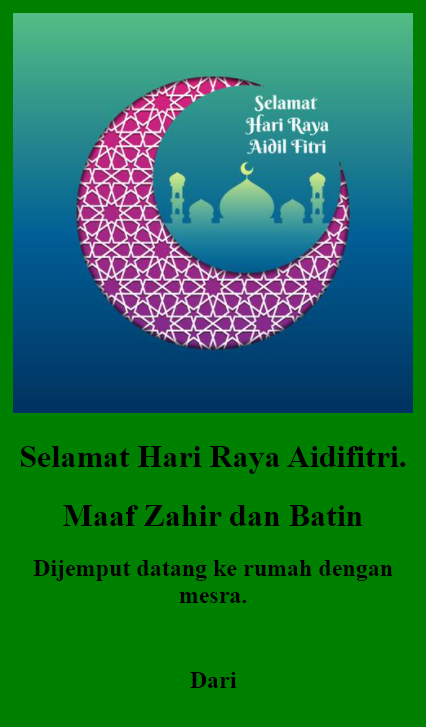 Selamat
Hari Raya
Aidil Fitri
Selamat Hari Raya Aidifitri.
Maaf Zahir dan Batin
Dijemput datang ke rumah dengan
mesra.
Dari